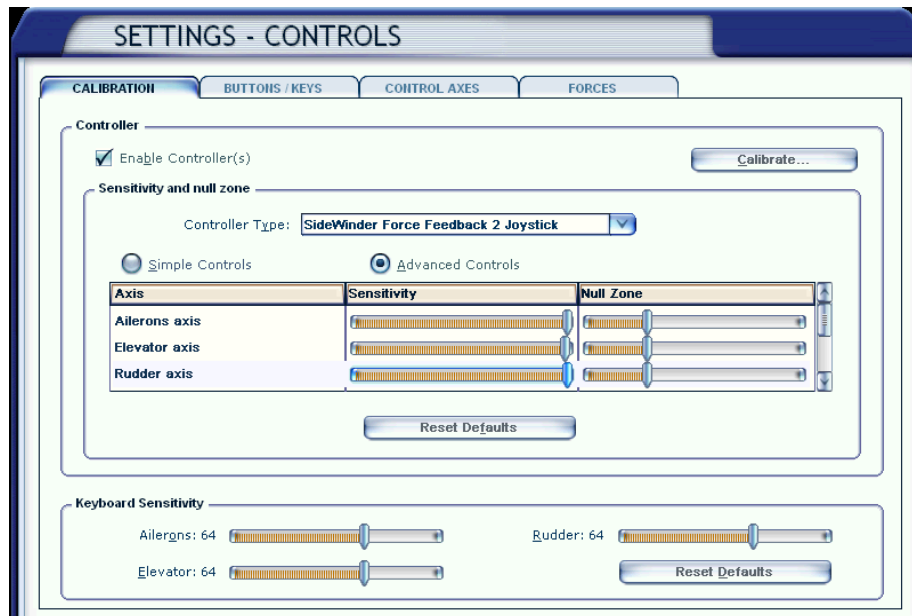 SETTINGS - CONTROLS
CALIBRATION BUTTONS / KEYS CONTROL AXES FORCES
Controller
Enable Controller(s) Calibrate...
Sensitivity and null zone
Controller Type: SideWinder Force Feedback 2 Joystick
Simple Controls Advanced Controls
Axis Sensitivity Null Zone
Ailerons axis
Elevator axis
Rudder axis
Reset Defaults
Keyboard Sensitivity
Ailerons: 64 Rudder: 64
Elevator: 64 Reset Defaults